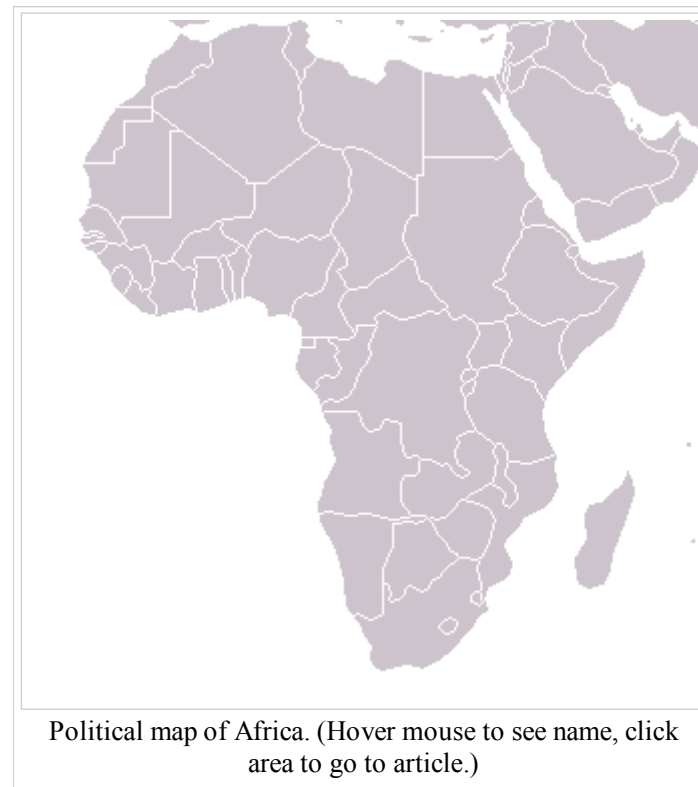 Political map of Africa. (Hover mouse to see name, click
area to go to article.)